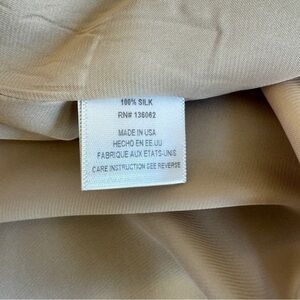 100% SILK
RN# 136062
MADE IN USA
HECHO EN EE.UU
FABRIQUE AUX ETATS-UNIS
CARE INSTRUCTION SEE REVERSE